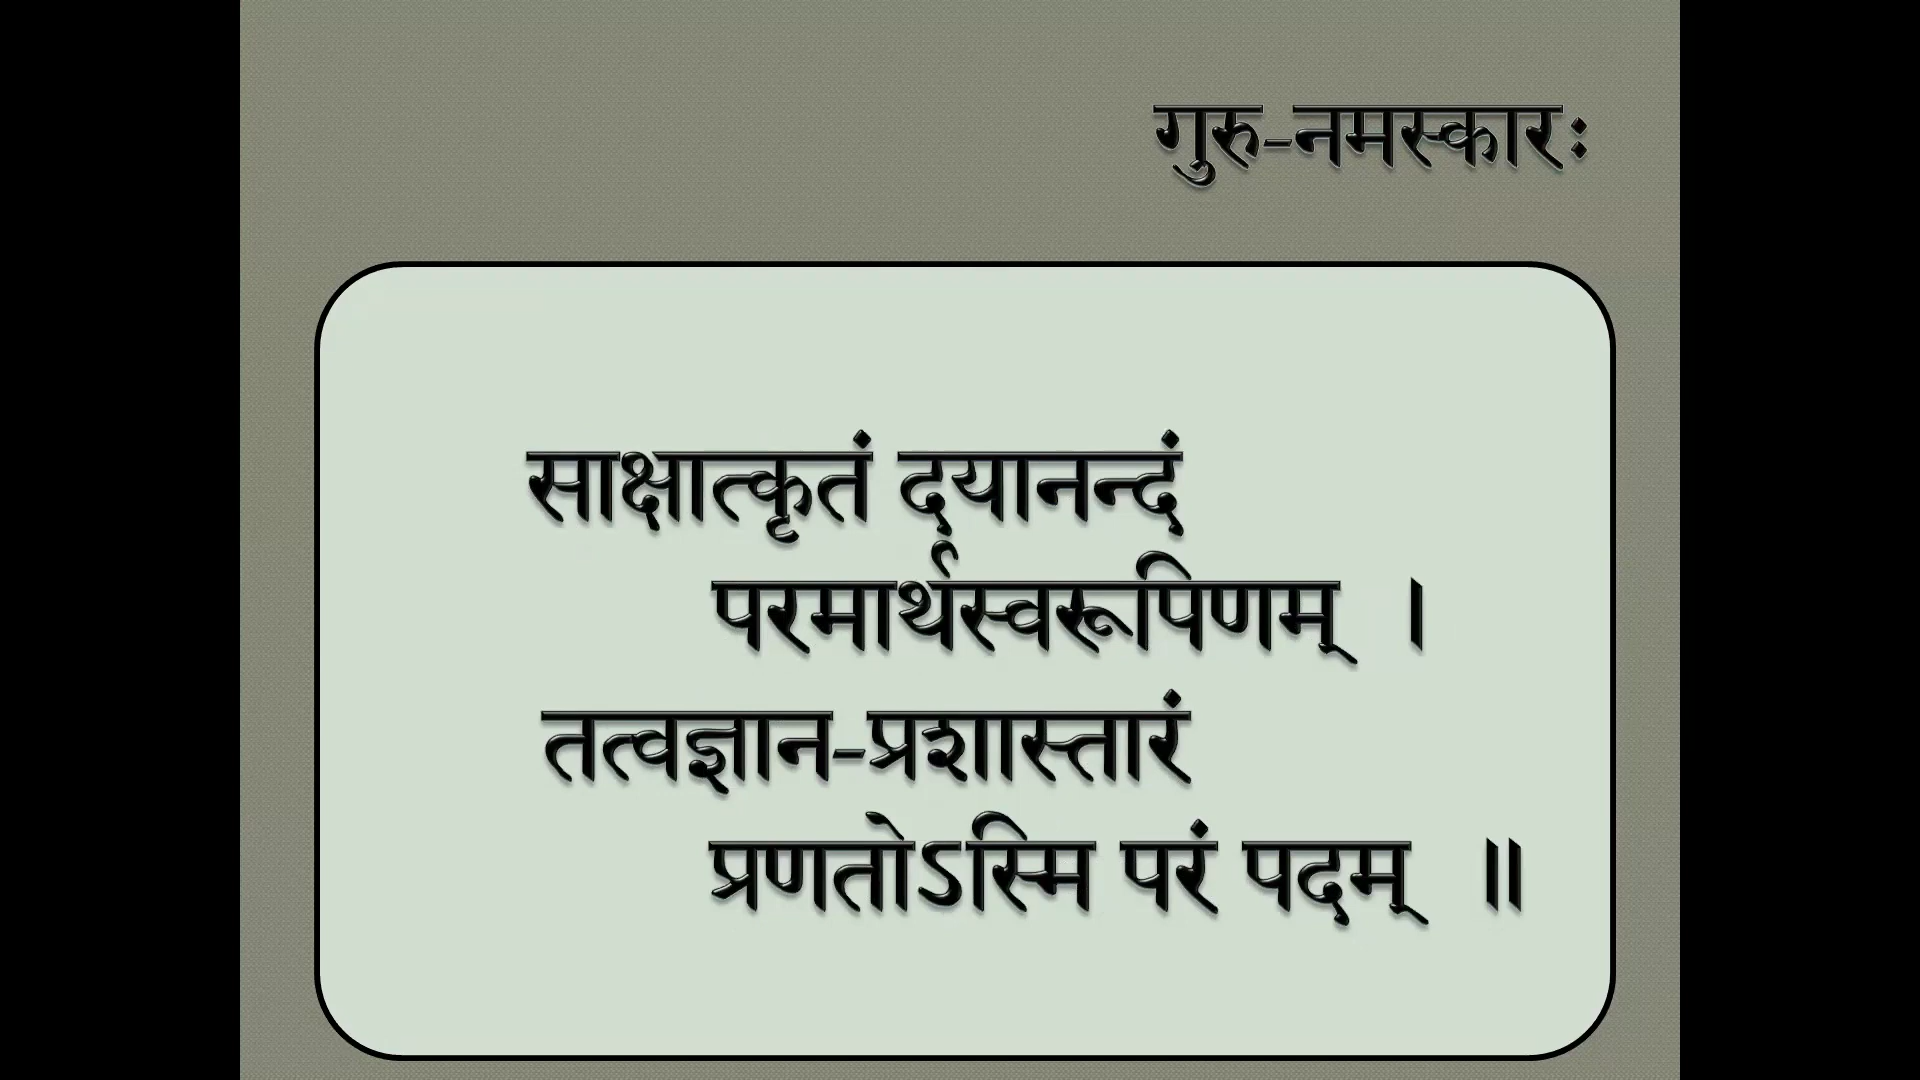 गुरु-नमस्कारः
साक्षात्कृतं दयानन्दं
परमार्थस्वरूपिणम् ।
तत्वज्ञान-प्रशास्तारं
प्रणतोऽस्मि परं पदम् ॥